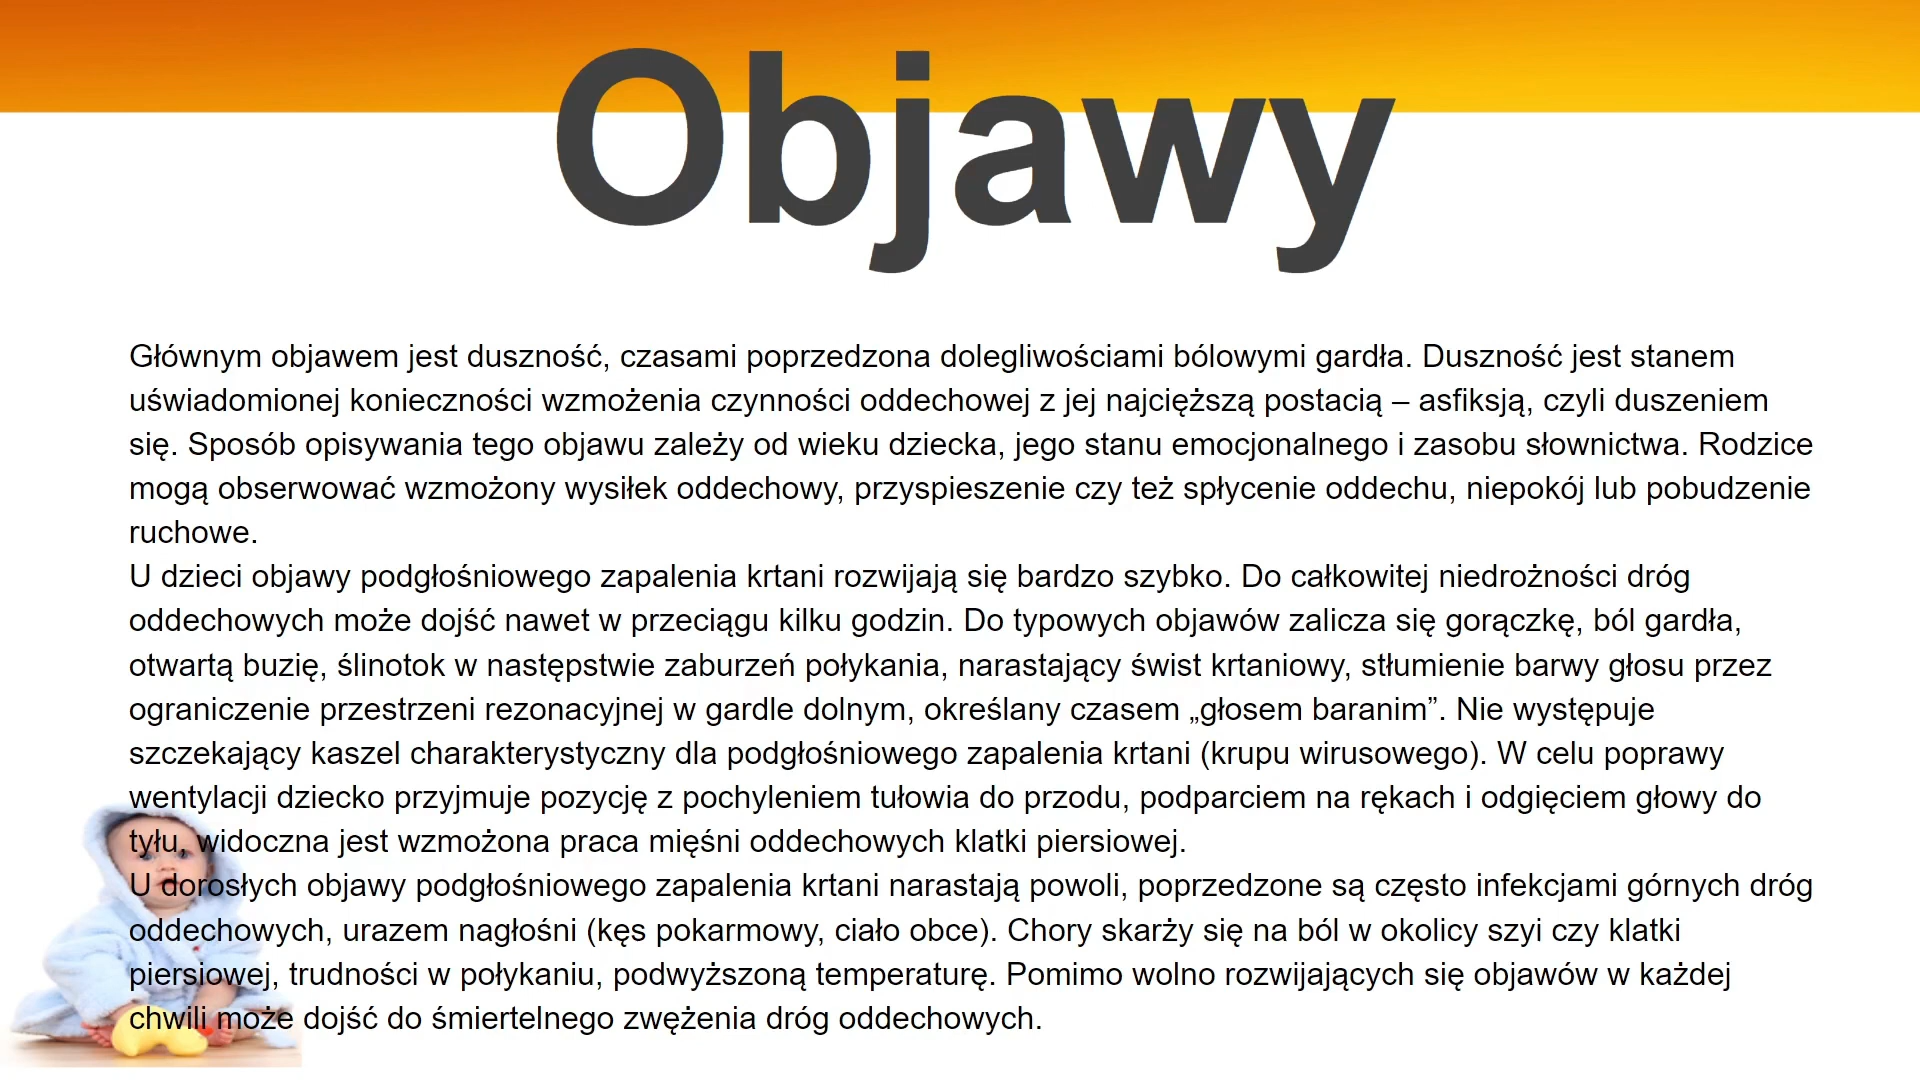 Objawy
Głównym objawem jest duszność, czasami poprzedzona dolegliwościami bólowymi gardła. Duszność jest stanem
uświadomionej konieczności wzmożenia czynności oddechowej z jej najcięższą postacią – asfiksją, czyli duszeniem
się. Sposób opisywania tego objawu zależy od wieku dziecka, jego stanu emocjonalnego i zasobu słownictwa. Rodzice
mogą obserwować wzmożony wysiłek oddechowy, przyspieszenie czy też spłycenie oddechu, niepokój lub pobudzenie
ruchowe.
U dzieci objawy podgłośniowego zapalenia krtani rozwijają się bardzo szybko. Do całkowitej niedrożności dróg
oddechowych może dojść nawet w przeciągu kilku godzin. Do typowych objawów zalicza się gorączkę, ból gardła,
otwartą buzię, ślinotok w następstwie zaburzeń połykania, narastający świst krtaniowy, stłumienie barwy głosu przez
ograniczenie przestrzeni rezonacyjnej w gardle dolnym, określany czasem „głosem baranim”. Nie występuje
szczekający kaszel charakterystyczny dla podgłośniowego zapalenia krtani (krupu wirusowego). W celu poprawy
wentylacji dziecko przyjmuje pozycję z pochyleniem tułowia do przodu, podparciem na rękach i odgięciem głowy do
tyłu, widoczna jest wzmożona praca mięśni oddechowych klatki piersiowej.
U dorosłych objawy podgłośniowego zapalenia krtani narastają powoli, poprzedzone są często infekcjami górnych dróg
oddechowych, urazem nagłośni (kęs pokarmowy, ciało obce). Chory skarży się na ból w okolicy szyi czy klatki
piersiowej, trudności w połykaniu, podwyższoną temperaturę. Pomimo wolno rozwijających się objawów w każdej
chwili może dojść do śmiertelnego zwężenia dróg oddechowych.